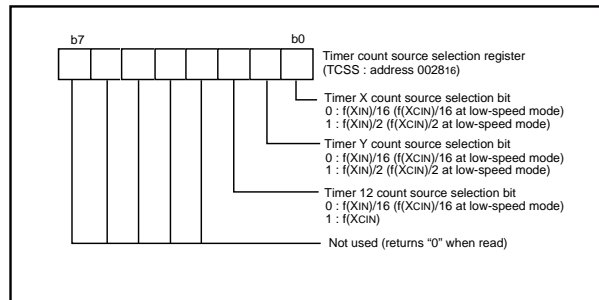 b7 b0
Timer count source selection register
(TCSS : address 002816)
Timer X count source selection bit
0 : f(XIN)/16 (f(XCIN)/16 at low-speed mode)
1 : f(XIN)/2 (f(XCIN)/2 at low-speed mode)
Timer Y count source selection bit
0 : f(XIN)/16 (f(XCIN)/16 at low-speed mode)
1 : f(XIN)/2 (f(XCIN)/2 at low-speed mode)
Timer 12 count source selection bit
0 : f(XIN)/16 (f(XCIN)/16 at low-speed mode)
1 : f(XCIN)
Not used (returns “0” when read)